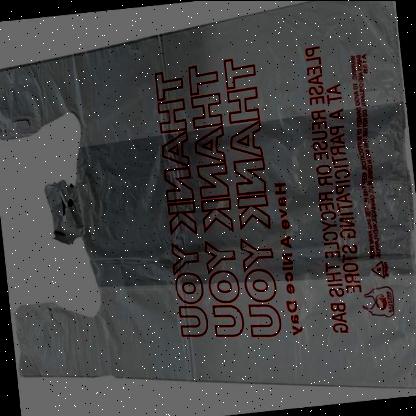 THANK YOU
THANK YOU
THANK YOU
Have A Nice Day
PLEASE REUSE OR RECYCLE THIS BAG
AT A PARTICIPATING STORE